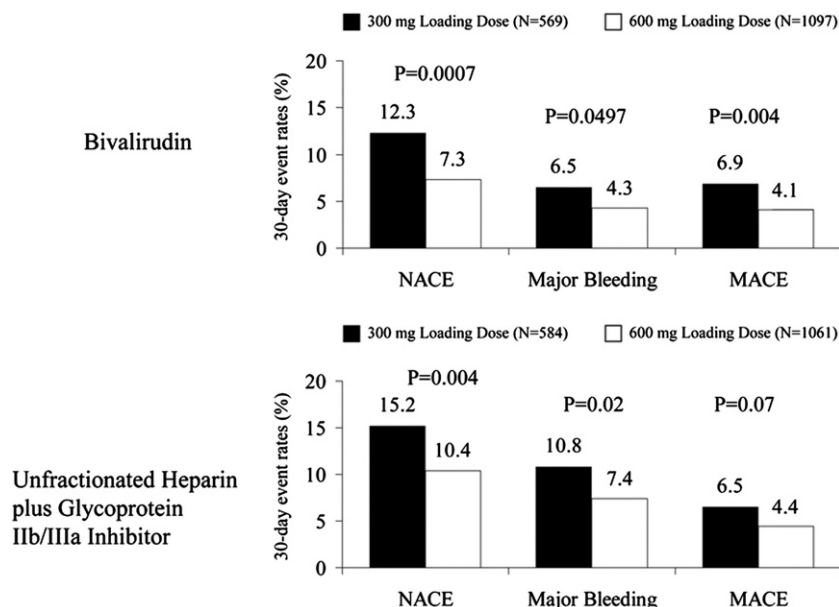 300 mg Loading Dose (N=569) 600 mg Loading Dose (N=1097)
Bivalirudin
30-day event rates (%)
20
15
10
5
0
P=0.0007
12.3
7.3
P=0.0497
6.5
4.3
P=0.004
6.9
4.1
NACE Major Bleeding MACE
300 mg Loading Dose (N=584) 600 mg Loading Dose (N=1061)
Unfractionated Heparin
plus Glycoprotein
IIb/IIIa Inhibitor
30-day event rates (%)
20
15
10
5
0
P=0.004
15.2
10.4
P=0.02
10.8
7.4
P=0.07
6.5
4.4
NACE Major Bleeding MACE